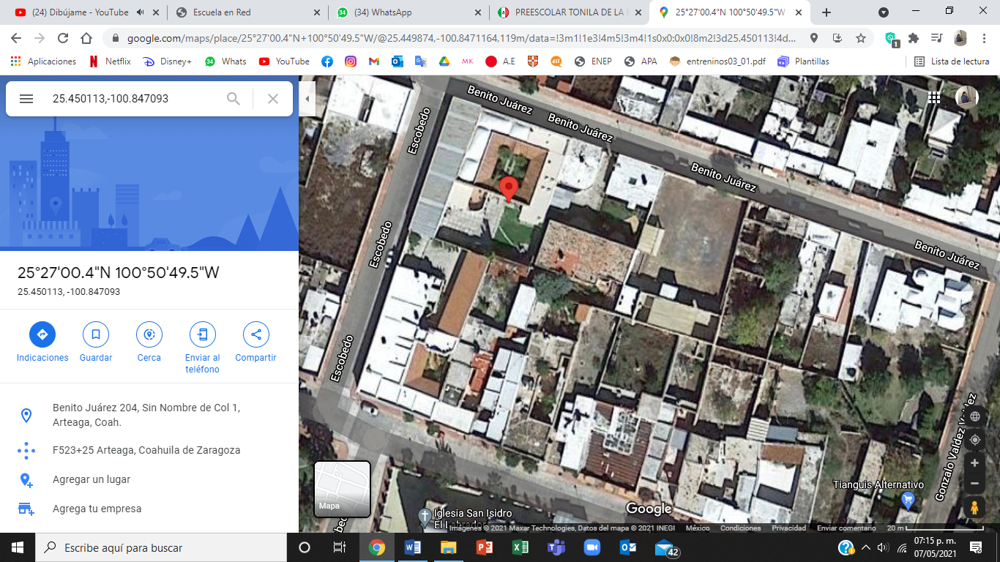 (24) Dibújame - YouTube
Escuela en Red
(34) WhatsApp
PREESCOLAR TONILA DE LA
25°27'00.4"N 100°50'49.5"W
google.com/maps/place/25°27'00.4"N+100°50'49.5"W/@25.449874,-100.8471164,119m/data=!3m1!1e3!4m5!3m4!1s0x0:0x0!8m2!3d25.450113!4d...
1
Aplicaciones
Netflix
Disney+
Whats
YouTube
MK
A.E
ENEP
APA
entreninos03_01.pdf
Plantillas
Lista de lectura
25.450113,-100.847093
25°27'00.4"N 100°50'49.5"W
25.450113, -100.847093
Indicaciones
Guardar
Cerca
Enviar al
teléfono
Compartir
Benito Juárez 204, Sin Nombre de Col 1,
Arteaga, Coah.
F523+25 Arteaga, Coahuila de Zaragoza
Agregar un lugar
Agrega tu empresa
Benito Juárez
Benito Juárez
Benito Juárez
Benito Juárez
Escobedo
Escobedo
Escobedo
Gonzalo Valdez
Tianguis Alternativo
Iglesia San Isidro
El Labrador
Mapa
Google
Imágenes © 2021 Maxar Technologies, Datos del mapa © 2021 INEGI
México
Condiciones
Privacidad
Enviar comentario
20 m
Escribe aquí para buscar
42
07:15 p. m.
07/05/2021